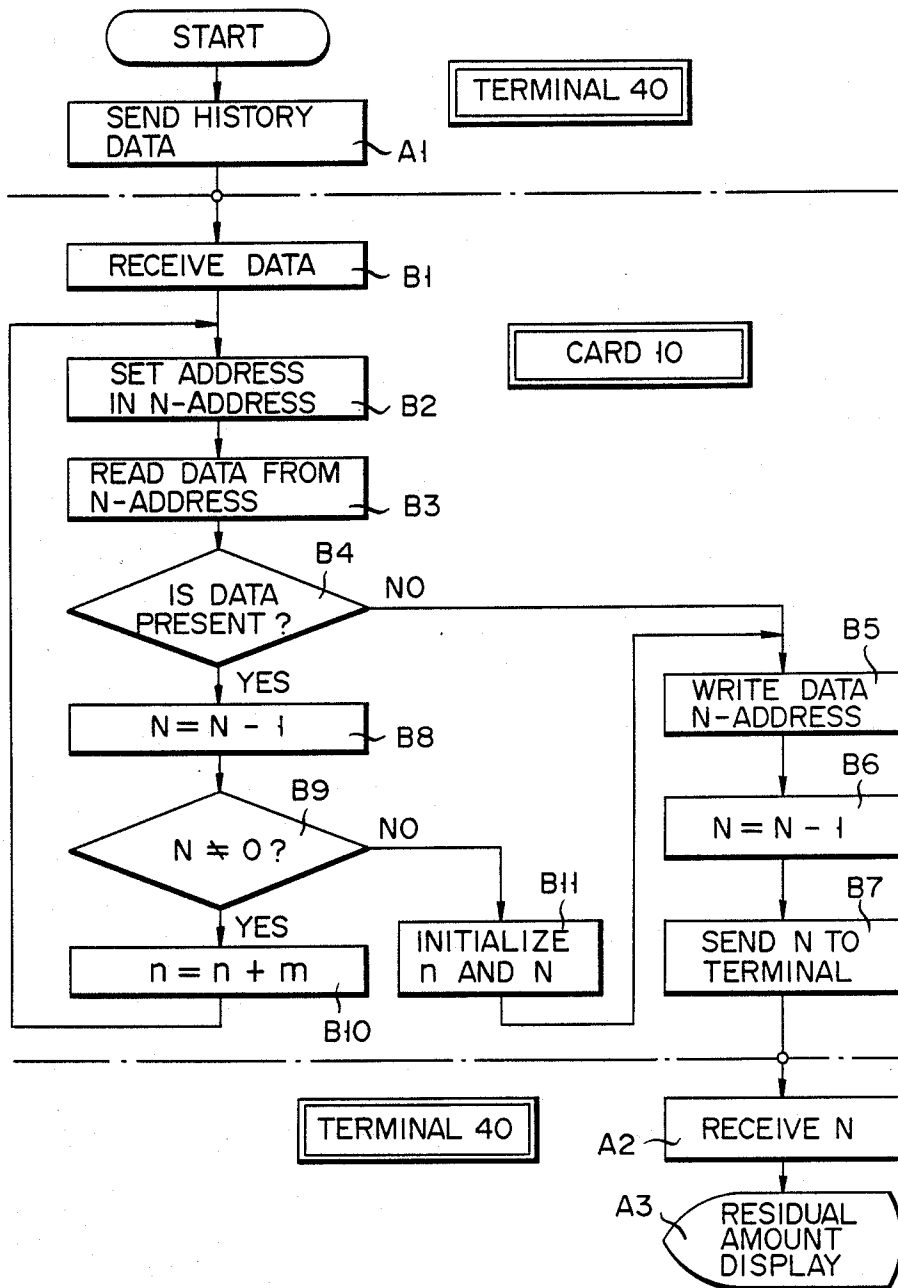 START
TERMINAL 40
SEND HISTORY
DATA
A1
RECEIVE DATA
B1
CARD 10
SET ADDRESS
IN N-ADDRESS
B2
READ DATA FROM
N-ADDRESS
B3
B4
IS DATA
PRESENT ?
NO
YES
B5
WRITE DATA
N-ADDRESS
N = N - 1
B8
B6
N = N - 1
B9
N ≠ 0 ?
NO
YES
B11
INITIALIZE
n AND N
B7
SEND N TO
TERMINAL
n = n + m
B10
TERMINAL 40
RECEIVE N
A2
A3
RESIDUAL
AMOUNT
DISPLAY